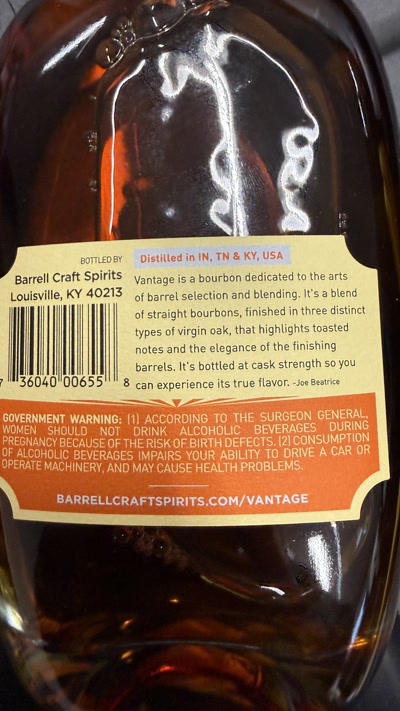 BOTTLED BY
Barrell Craft Spirits
Louisville, KY 40213
7 36040 00655 8
Distilled in IN, TN & KY, USA
Vantage is a bourbon dedicated to the arts
of barrel selection and blending. It's a blend
of straight bourbons, finished in three distinct
types of virgin oak, that highlights toasted
notes and the elegance of the finishing
barrels. It's bottled at cask strength so you
can experience its true flavor. -Joe Beatrice
GOVERNMENT WARNING: (1) ACCORDING TO THE SURGEON GENERAL,
WOMEN SHOULD NOT DRINK ALCOHOLIC BEVERAGES DURING
PREGNANCY BECAUSE OF THE RISK OF BIRTH DEFECTS. (2) CONSUMPTION
OF ALCOHOLIC BEVERAGES IMPAIRS YOUR ABILITY TO DRIVE A CAR OR
OPERATE MACHINERY, AND MAY CAUSE HEALTH PROBLEMS.
BARRELLCRAFTSPIRITS.COM/VANTAGE